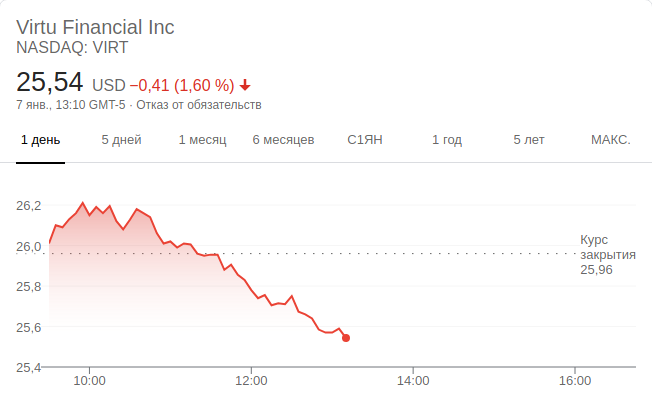 Virtu Financial Inc
NASDAQ: VIRT
25,54 USD −0,41 (1,60 %)
7 янв., 13:10 GMT-5 · Отказ от обязательств
1 день 5 дней 1 месяц 6 месяцев С1ЯН 1 год 5 лет МАКС.
26,2
26,0
25,8
25,6
25,4
Курс
закрытия
25,96
10:00 12:00 14:00 16:00